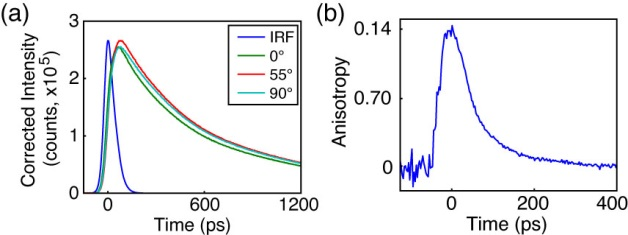 (a)
Corrected Intensity
(counts, x10⁵)
3
2
1
0
0
600
1200
Time (ps)
IRF
0°
55°
90°
(b)
Anisotropy
0.14
0.70
0
0
200
400
Time (ps)